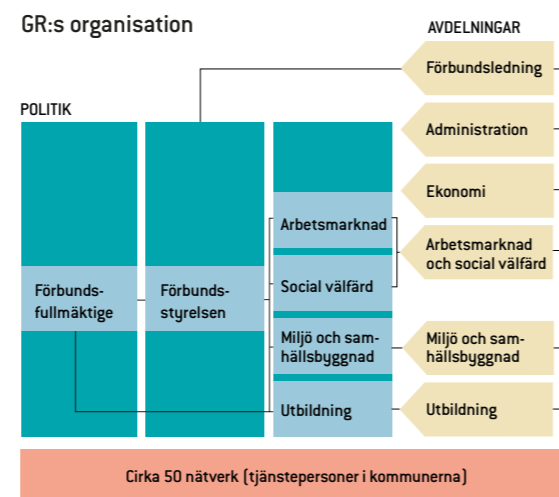 GR:s organisation
AVDELNINGAR
Förbundsledning
POLITIK
Administration
Ekonomi
Arbetsmarknad
Arbetsmarknad
och social välfärd
Förbunds-
fullmäktige
Förbunds-
styrelsen
Social välfärd
Miljö och sam-
hällsbyggnad
Miljö och sam-
hällsbyggnad
Utbildning
Utbildning
Cirka 50 nätverk (tjänstepersoner i kommunerna)